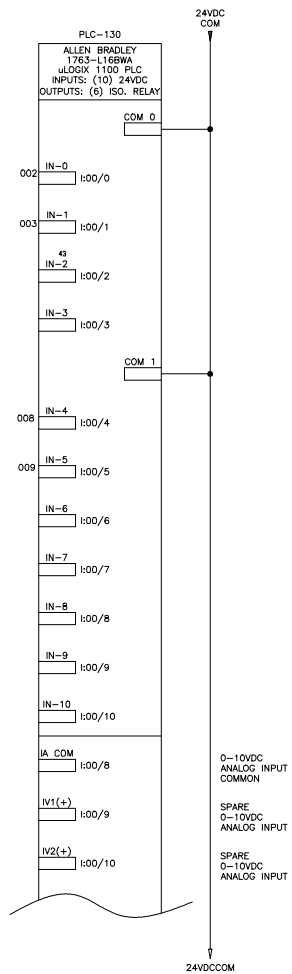 24VDC
COM
PLC-130
ALLEN BRADLEY
1763-L16BWA
uLOGIX 1100 PLC
INPUTS: (10) 24VDC
OUTPUTS: (6) ISO. RELAY
COM 0
002 IN-0 I:00/0
003 IN-1 I:00/1
43
IN-2 I:00/2
IN-3 I:00/3
COM 1
008 IN-4 I:00/4
009 IN-5 I:00/5
IN-6 I:00/6
IN-7 I:00/7
IN-8 I:00/8
IN-9 I:00/9
IN-10 I:00/10
IA COM I:00/8
0-10VDC
ANALOG INPUT
COMMON
IV1(+) I:00/9
SPARE
0-10VDC
ANALOG INPUT
IV2(+) I:00/10
SPARE
0-10VDC
ANALOG INPUT
24VDCCOM